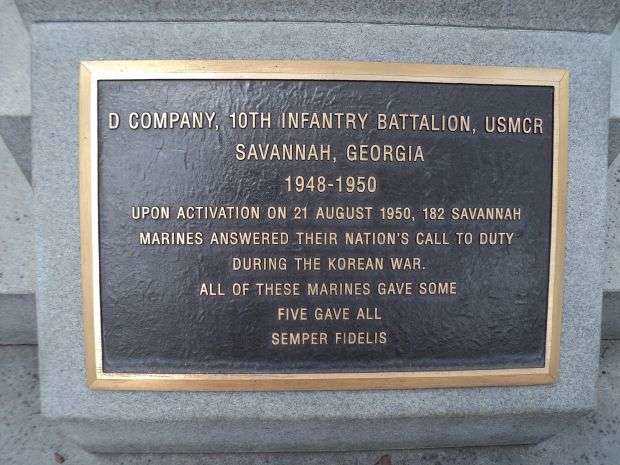 D COMPANY, 10TH INFANTRY BATTALION, USMCR
SAVANNAH, GEORGIA
1948-1950
UPON ACTIVATION ON 21 AUGUST 1950, 182 SAVANNAH
MARINES ANSWERED THEIR NATION'S CALL TO DUTY
DURING THE KOREAN WAR.
ALL OF THESE MARINES GAVE SOME
FIVE GAVE ALL
SEMPER FIDELIS